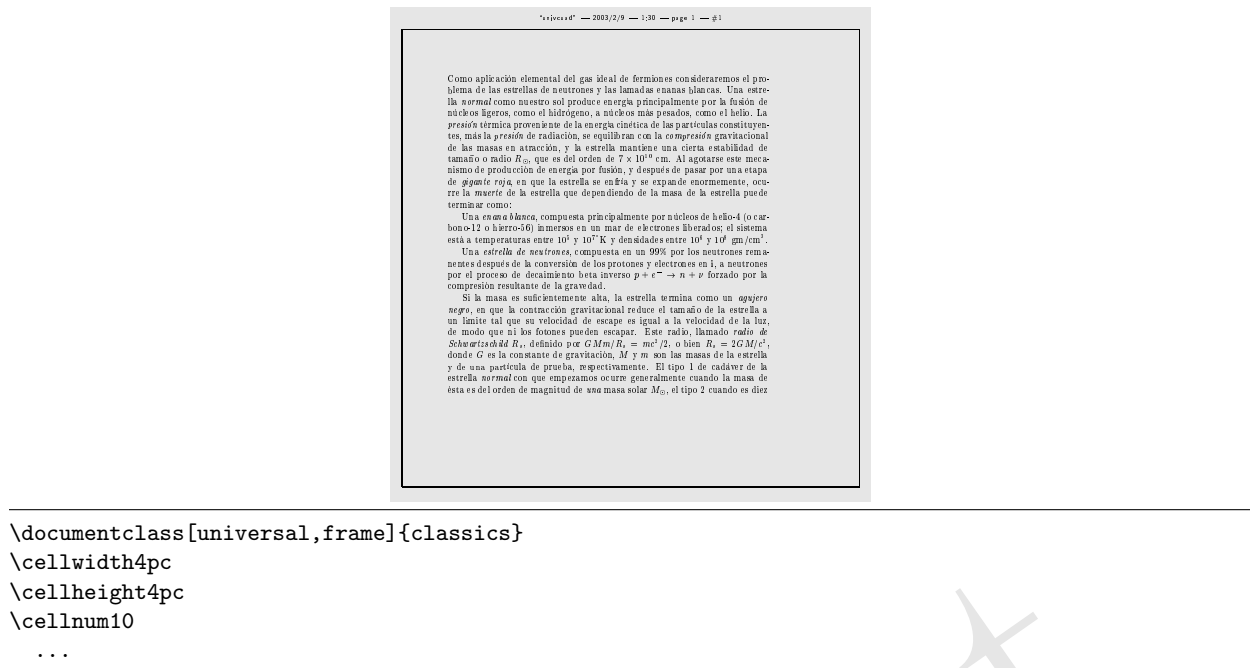 "univcuad" — 2003/2/9 — 1:30 — page 1 — #1
Como aplicación elemental del gas ideal de fermiones consideraremos el pro-
blema de las estrellas de neutrones y las lamadas enanas blancas. Una estre-
lla normal como nuestro sol produce energía principalmente por la fusión de
núcleos ligeros, como el hidrógeno, a núcleos más pesados, como el helio. La
presión térmica proveniente de la energía cinética de las partículas constituyen-
tes, más la presión de radiación, se equilibran con la compresión gravitacional
de las masas en atracción, y la estrella mantiene una cierta estabilidad de
tamaño o radio R☉, que es del orden de 7 × 10¹⁰ cm. Al agotarse este meca-
nismo de producción de energía por fusión, y después de pasar por una etapa
de gigante roja, en que la estrella se enfría y se expande enormemente, ocu-
rre la muerte de la estrella que dependiendo de la masa de la estrella puede
terminar como:
Una enana blanca, compuesta principalmente por núcleos de helio-4 (o car-
bono-12 o hierro-56) inmersos en un mar de electrones liberados; el sistema
está a temperaturas entre 10⁵ y 10⁷°K y densidades entre 10⁶ y 10⁸ gm/cm³.
Una estrella de neutrones, compuesta en un 99% por los neutrones rema-
nentes después de la conversión de los protones y electrones en i, a neutrones
por el proceso de decaimiento beta inverso p + e⁻ → n + ν forzado por la
compresión resultante de la gravedad.
Si la masa es suficientemente alta, la estrella termina como un agujero
negro, en que la contracción gravitacional reduce el tamaño de la estrella a
un límite tal que su velocidad de escape es igual a la velocidad de la luz,
de modo que ni los fotones pueden escapar. Este radio, llamado radio de
Schwartzschild Rₛ, definido por GMm/Rₛ = mc²/2, o bien Rₛ = 2GM/c²,
donde G es la constante de gravitación, M y m son las masas de la estrella
y de una partícula de prueba, respectivamente. El tipo 1 de cadáver de la
estrella normal con que empezamos ocurre generalmente cuando la masa de
ésta es del orden de magnitud de una masa solar M☉, el tipo 2 cuando es diez
\documentclass[universal,frame]{classics}
\cellwidth4pc
\cellheight4pc
\cellnum10
...